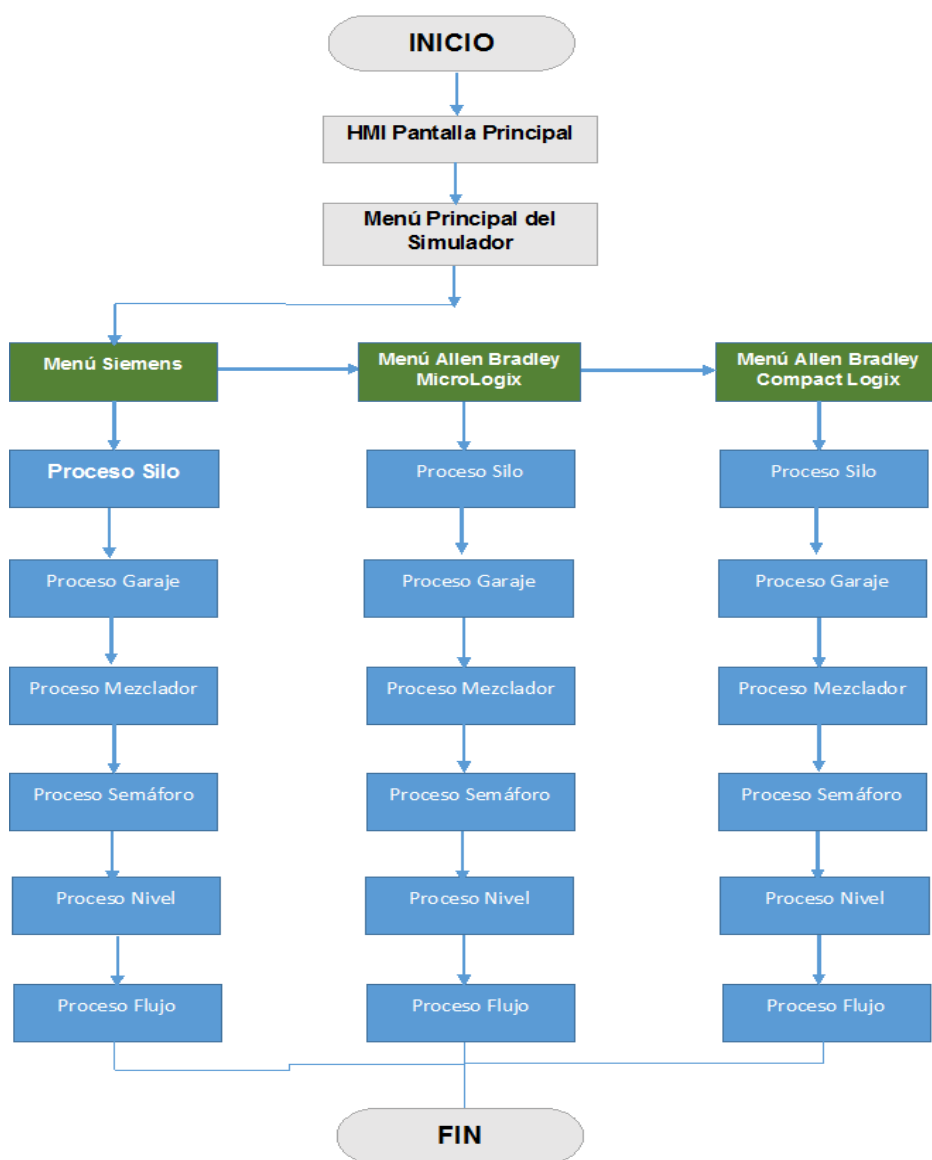 INICIO
HMI Pantalla Principal
Menú Principal del
Simulador
Menú Siemens
Menú Allen Bradley
MicroLogix
Menú Allen Bradley
Compact Logix
Proceso Silo
Proceso Silo
Proceso Silo
Proceso Garaje
Proceso Garaje
Proceso Garaje
Proceso Mezclador
Proceso Mezclador
Proceso Mezclador
Proceso Semáforo
Proceso Semáforo
Proceso Semáforo
Proceso Nivel
Proceso Nivel
Proceso Nivel
Proceso Flujo
Proceso Flujo
Proceso Flujo
FIN